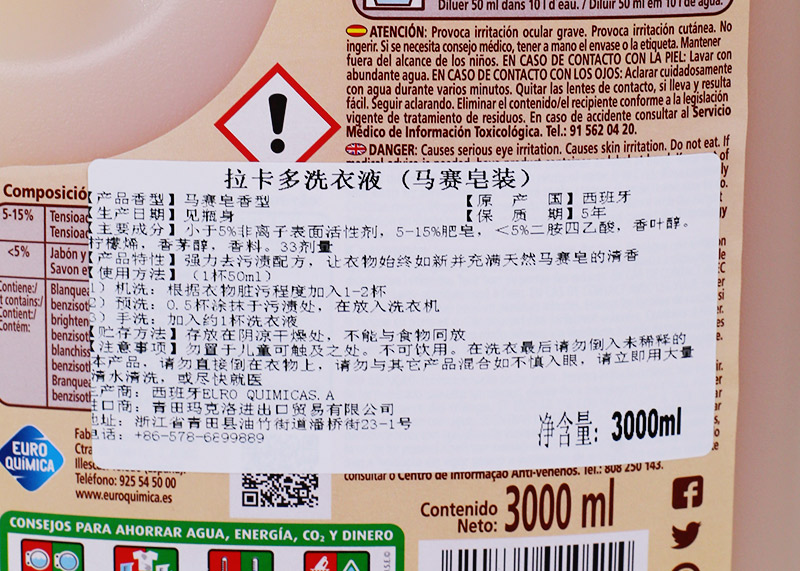 Diluer 50 ml dans 10 l d'eau. / Diluir 50 ml em 10 l de água.
ATENCIÓN: Provoca irritación ocular grave. Provoca irritación cutánea. No
ingerir. Si se necesita consejo médico, tener a mano el envase o la etiqueta. Mantener
fuera del alcance de los niños. EN CASO DE CONTACTO CON LA PIEL: Lavar con
abundante agua. EN CASO DE CONTACTO CON LOS OJOS: Aclarar cuidadosamente
con agua durante varios minutos. Quitar las lentes de contacto, si lleva y resulta
fácil. Seguir aclarando. Eliminar el contenido/el recipiente conforme a la legislación
vigente de tratamiento de residuos. En caso de accidente consultar al Servicio
Médico de Información Toxicológica. Tel.: 91 562 04 20.
DANGER: Causes serious eye irritation. Causes skin irritation. Do not eat. If
拉卡多洗衣液（马赛皂装）
【产品香型】马赛皂香型 【原 产 国】西班牙
【生产日期】见瓶身 【保 质 期】5年
【主要成分】小于5%非离子表面活性剂，5-15%肥皂，<5%二胺四乙酸，香叶醇。
柠檬烯，香茅醇，香料。33剂量
【产品特性】强力去污渍配方，让衣物始终如新并充满天然马赛皂的清香
【使用方法】（1杯50ml）
1）机洗：根据衣物脏污程度加入1-2杯
2）预洗：0.5杯涂抹于污渍处，在放入洗衣机
3）手洗：加入约1杯洗衣液
【贮存方法】存放在阴凉干燥处，不能与食物同放
【注意事项】勿置于儿童可触及之处。不可饮用。在洗衣最后请勿倒入未稀释的
本产品，请勿直接倒在衣物上，请勿与其它产品混合如不慎入眼，请立即用大量
清水清洗，或尽快就医
生产商：西班牙ELRO QUIMICAS.A
进口商：青田玛克洛进出口贸易有限公司
地址：浙江省青田县油竹街道潘桥街23-1号
电话：+86-578-6899889
净含量：3000ml
Composició
5-15% Tensioac
Tensioac
<5% Jabón y
Savon e
Contiene:/
t contains:/
Content:/
Contém:
Blanquea
benzisot
brighten
benzisot
blanchiss
benzisot
Branquea
benzisot
EURO
QUÍMICA
Fab
Ctra
Illesc
Teléfono: 925 54 50 00
www.euroquimica.es
consultar o Centro de Informação Anti-venenos. Tel.: 808 250 143.
Contenido
Neto: 3000 ml
CONSEJOS PARA AHORRAR AGUA, ENERGÍA, CO₂ Y DINERO